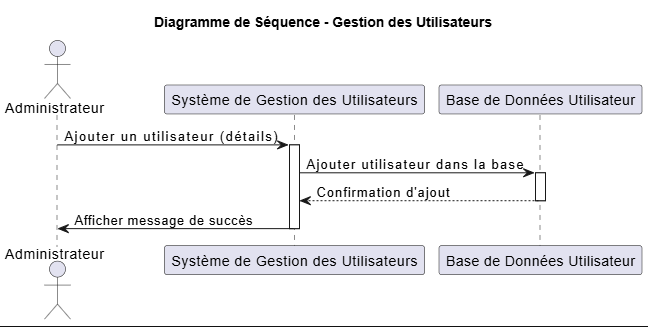 Diagramme de Séquence - Gestion des Utilisateurs
Administrateur
Système de Gestion des Utilisateurs
Base de Données Utilisateur
Ajouter un utilisateur (détails)
Ajouter utilisateur dans la base
Confirmation d'ajout
Afficher message de succès
Administrateur
Système de Gestion des Utilisateurs
Base de Données Utilisateur